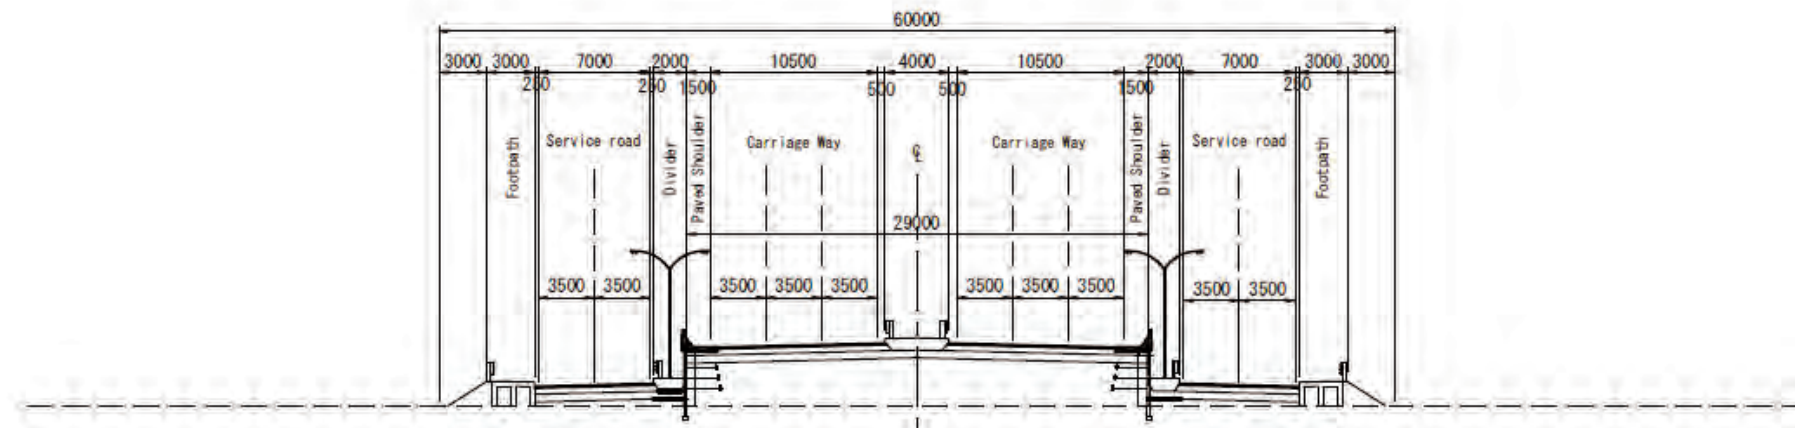 60000
3000 3000 7000 2000 10500 4000 10500 2000 7000 3000 3000
250 250 1500 500 500 1500 250
Footpath Service road Divider Paved Shoulder Carriage Way ℄ Carriage Way Paved Shoulder Divider Service road Footpath
29000
3500 3500 3500 3500 3500 3500 3500 3500 3500 3500